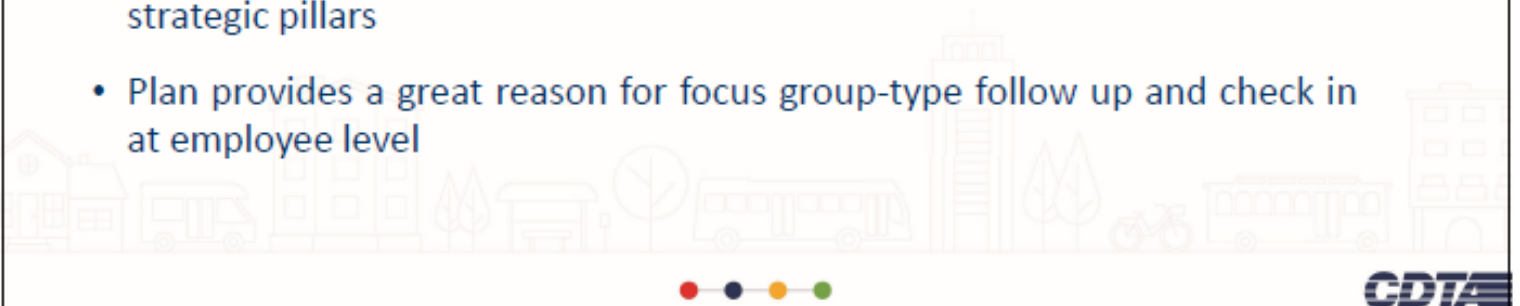 strategic pillars
• Plan provides a great reason for focus group-type follow up and check in
at employee level
CDTA